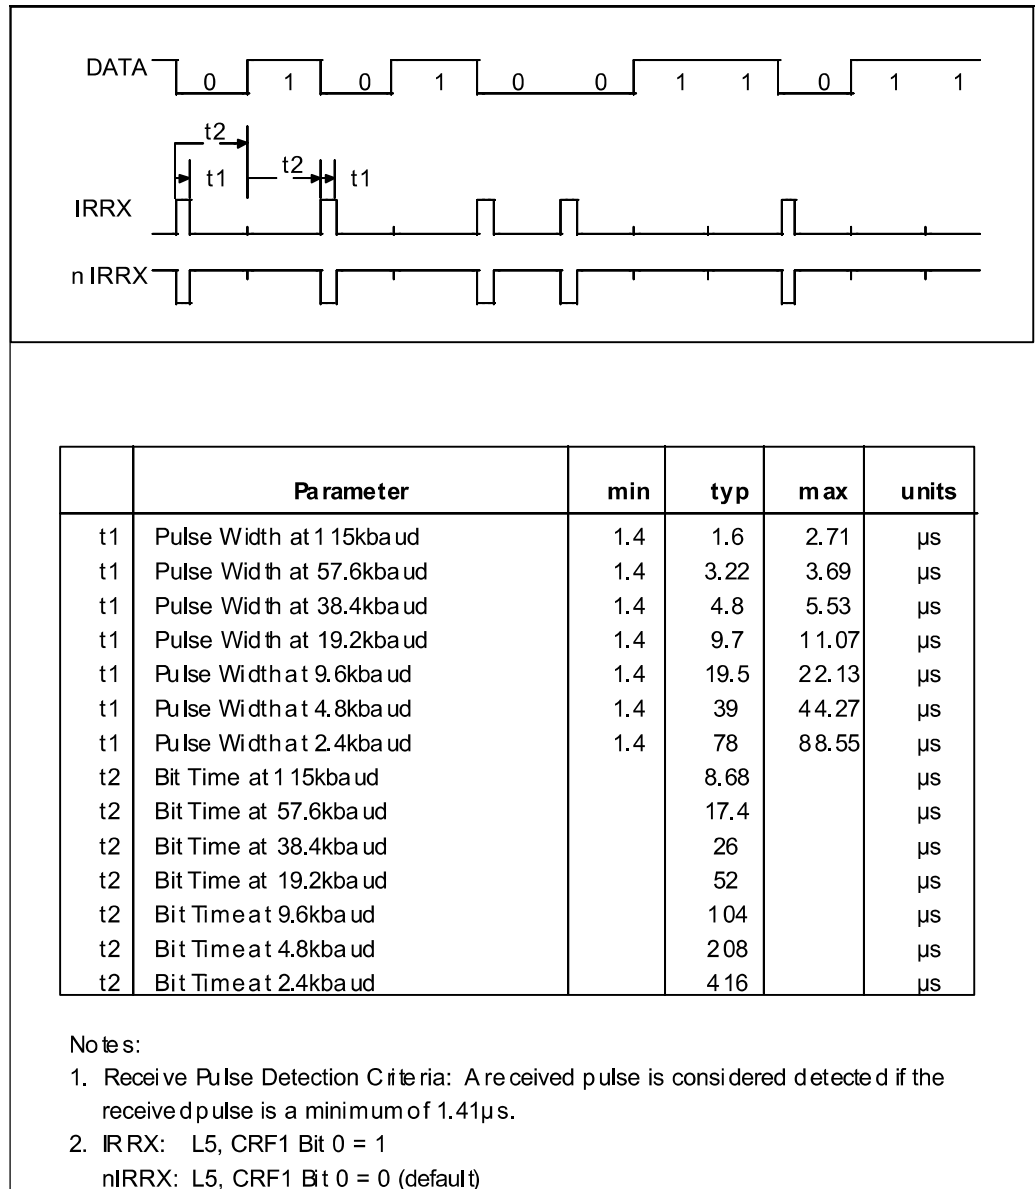 DATA 0 1 0 1 0 0 1 1 0 1 1
t2
t1 t2 t1
IRRX
nIRRX
Parameter min typ max units
t1 Pulse Width at 115kbaud 1.4 1.6 2.71 µs
t1 Pulse Width at 57.6kbaud 1.4 3.22 3.69 µs
t1 Pulse Width at 38.4kbaud 1.4 4.8 5.53 µs
t1 Pulse Width at 19.2kbaud 1.4 9.7 11.07 µs
t1 Pulse Width at 9.6kbaud 1.4 19.5 22.13 µs
t1 Pulse Width at 4.8kbaud 1.4 39 44.27 µs
t1 Pulse Width at 2.4kbaud 1.4 78 88.55 µs
t2 Bit Time at 115kbaud 8.68 µs
t2 Bit Time at 57.6kbaud 17.4 µs
t2 Bit Time at 38.4kbaud 26 µs
t2 Bit Time at 19.2kbaud 52 µs
t2 Bit Time at 9.6kbaud 104 µs
t2 Bit Time at 4.8kbaud 208 µs
t2 Bit Time at 2.4kbaud 416 µs
Notes:
1. Receive Pulse Detection Criteria: A received pulse is considered detected if the
received pulse is a minimum of 1.41µs.
2. IRRX: L5, CRF1 Bit 0 = 1
nIRRX: L5, CRF1 Bit 0 = 0 (default)